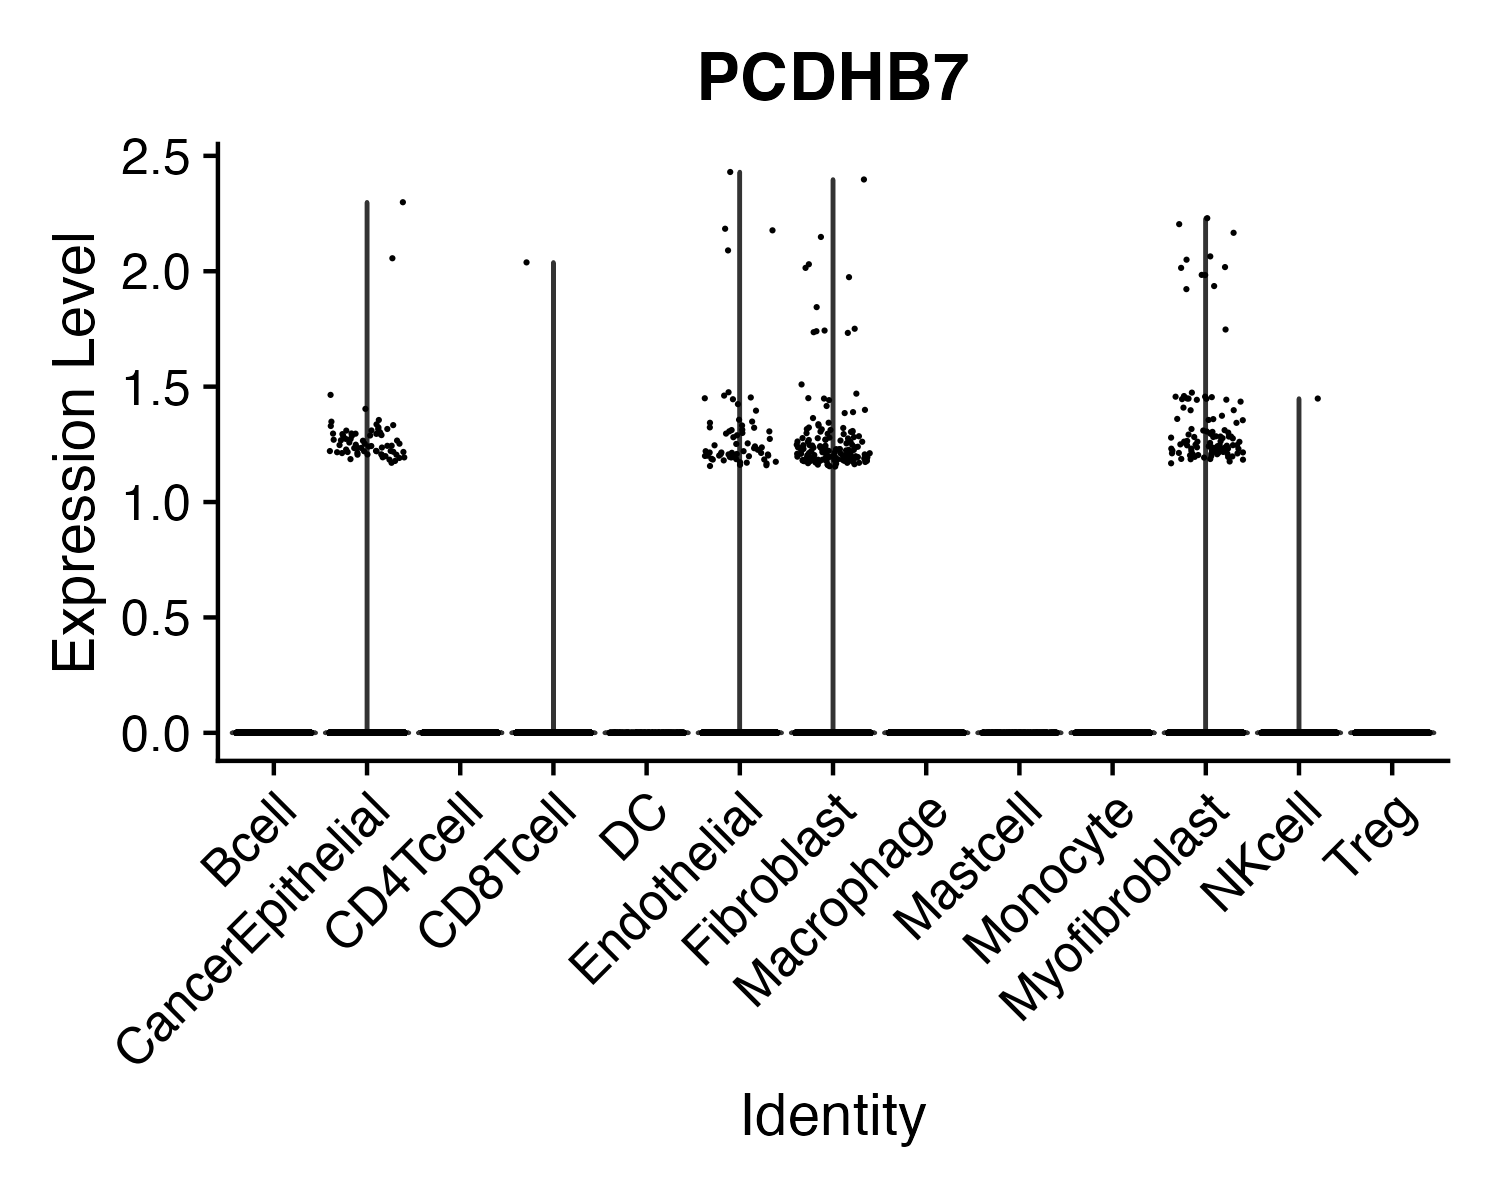 PCDHB7
Expression Level
2.5
2.0
1.5
1.0
0.5
0.0
Bcell
CancerEpithelial
CD4Tcell
CD8Tcell
DC
Endothelial
Fibroblast
Macrophage
Mastcell
Monocyte
Myofibroblast
NKcell
Treg
Identity